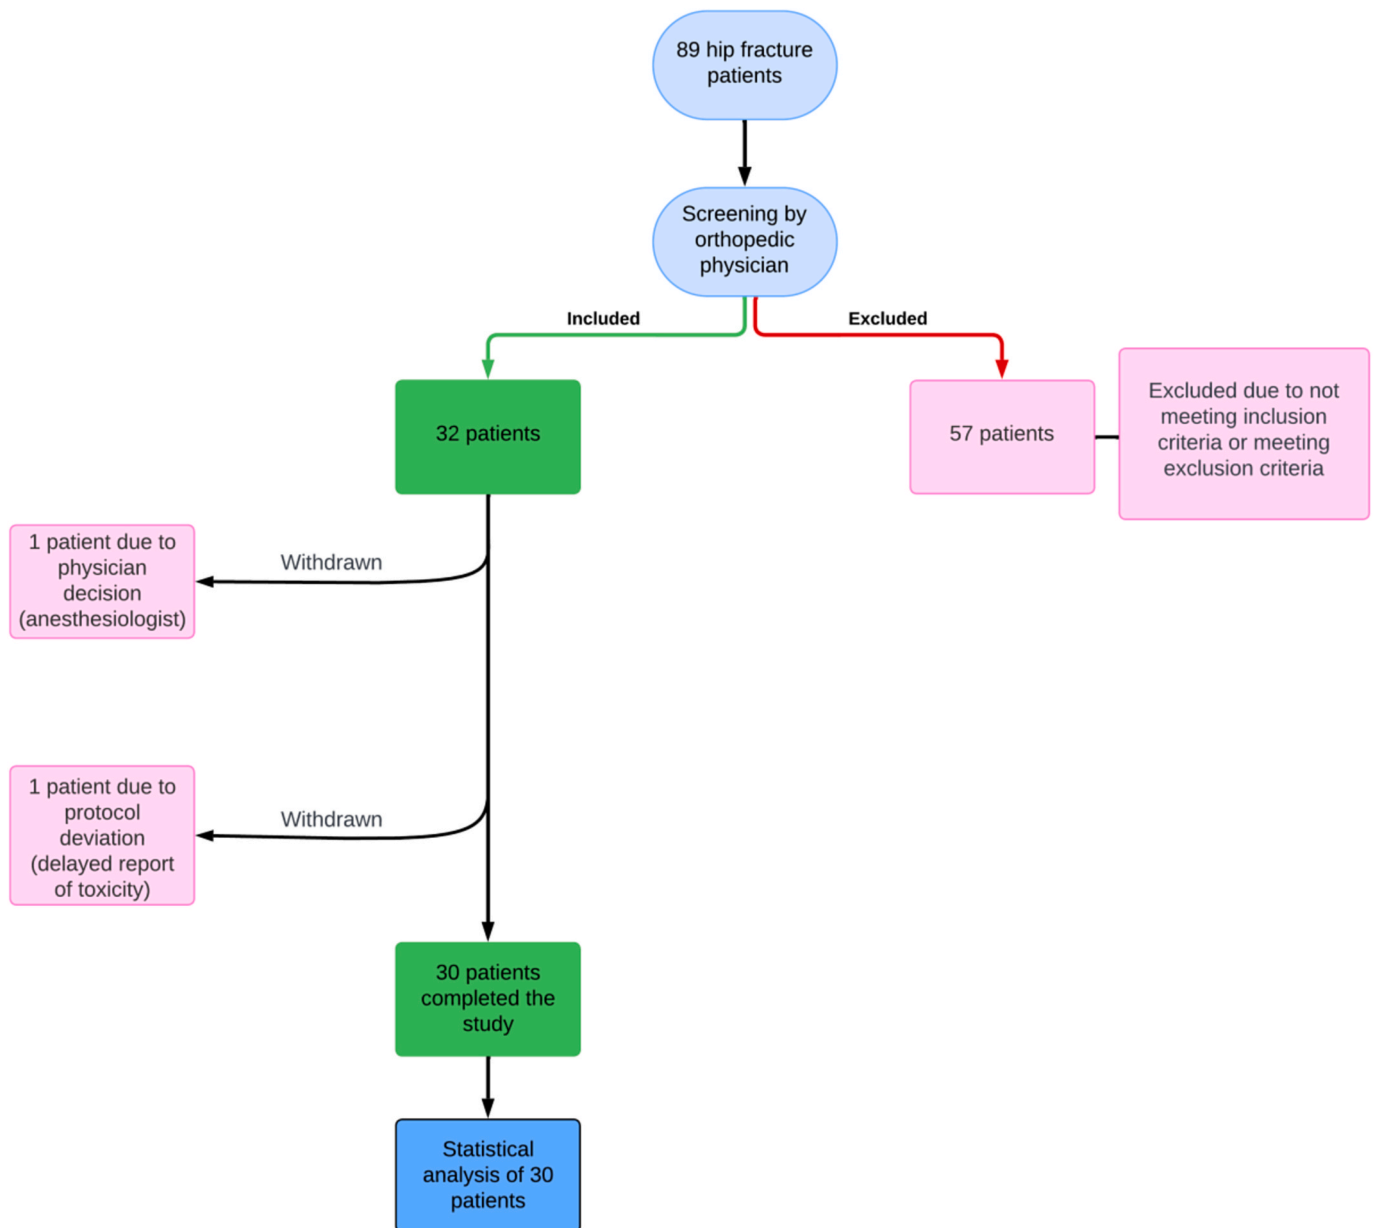 89 hip fracture
patients
Screening by
orthopedic
physician
Included
Excluded
32 patients
57 patients
Excluded due to not
meeting inclusion
criteria or meeting
exclusion criteria
1 patient due to
physician
decision
(anesthesiologist)
Withdrawn
1 patient due to
protocol
deviation
(delayed report
of toxicity)
Withdrawn
30 patients
completed the
study
Statistical
analysis of 30
patients